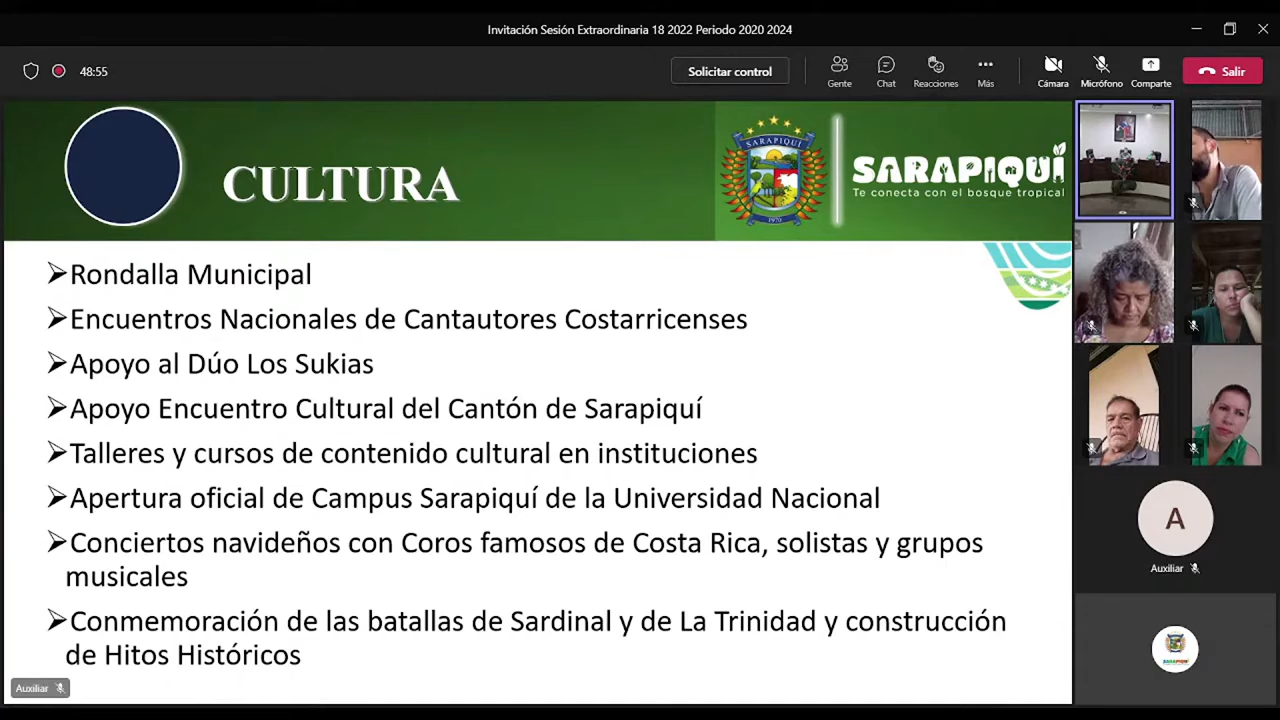 Invitación Sesión Extraordinaria 18 2022 Periodo 2020 2024
48:55
Solicitar control
Gente
Chat
Reacciones
Más
Cámara
Micrófono
Comparte
Salir
CULTURA
SARAPIQUI
1970
SARAPIQUÍ
Te conecta con el bosque tropical
➢Rondalla Municipal
➢Encuentros Nacionales de Cantautores Costarricenses
➢Apoyo al Dúo Los Sukias
➢Apoyo Encuentro Cultural del Cantón de Sarapiquí
➢Talleres y cursos de contenido cultural en instituciones
➢Apertura oficial de Campus Sarapiquí de la Universidad Nacional
➢Conciertos navideños con Coros famosos de Costa Rica, solistas y grupos
musicales
➢Conmemoración de las batallas de Sardinal y de La Trinidad y construcción
de Hitos Históricos
Auxiliar
A
Auxiliar
SARAPIQUÍ